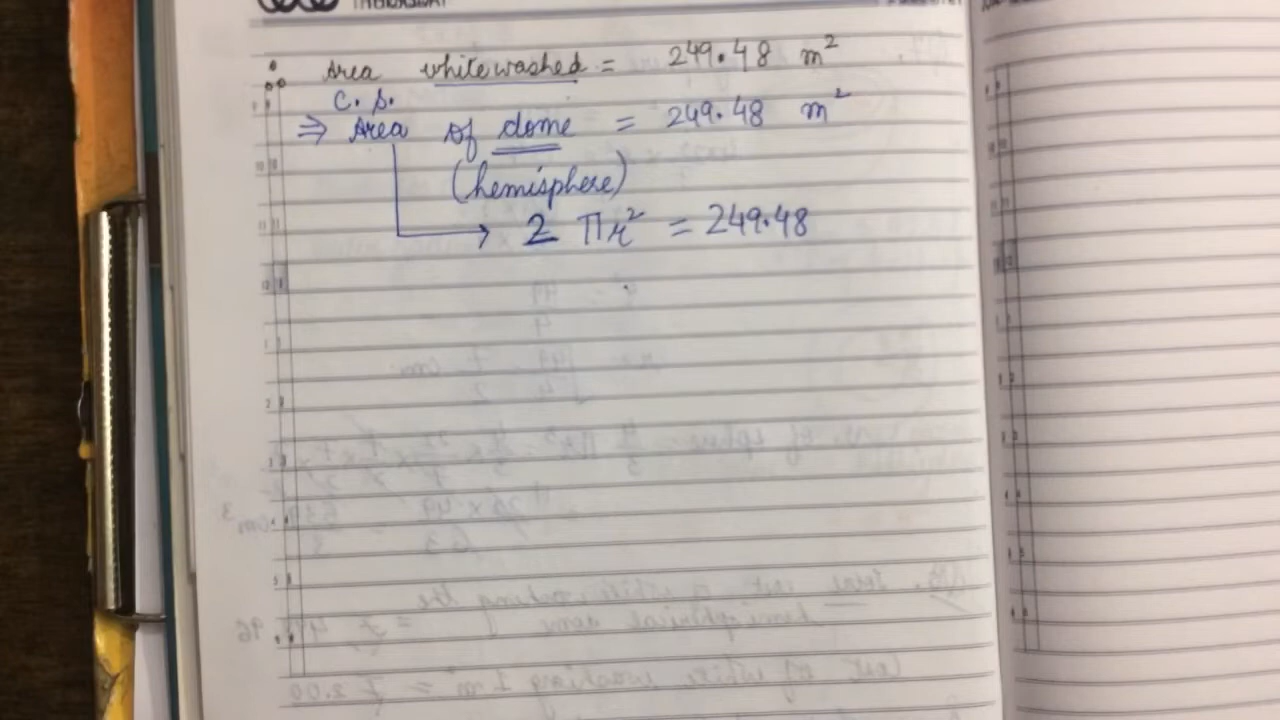 ∴ Area whitewashed = 249.48 m²
C. S.
⇒ Area of dome = 249.48 m²
(hemisphere)
2 πr² = 249.48